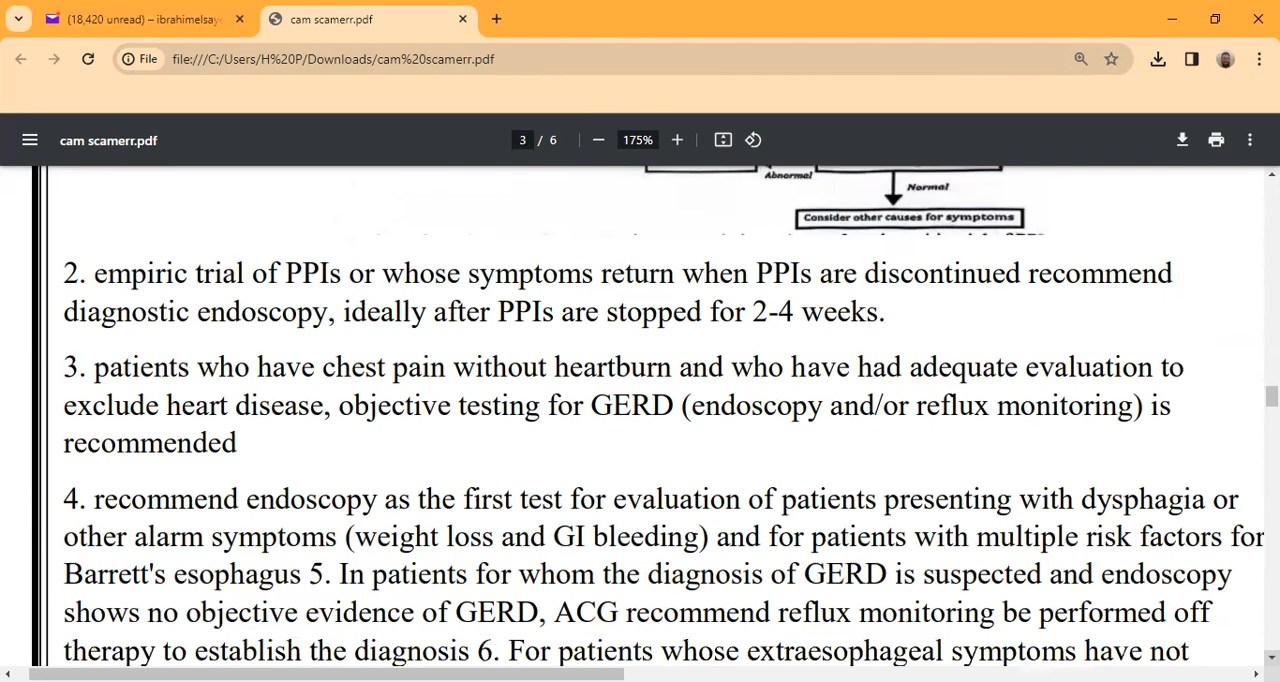 (18,420 unread) – ibrahimelsaye
cam scamerr.pdf
File
file:///C:/Users/H%20P/Downloads/cam%20scamerr.pdf
cam scamerr.pdf
3 / 6
175%
Abnormal
Normal
Consider other causes for symptoms
2. empiric trial of PPIs or whose symptoms return when PPIs are discontinued recommend
diagnostic endoscopy, ideally after PPIs are stopped for 2-4 weeks.
3. patients who have chest pain without heartburn and who have had adequate evaluation to
exclude heart disease, objective testing for GERD (endoscopy and/or reflux monitoring) is
recommended
4. recommend endoscopy as the first test for evaluation of patients presenting with dysphagia or
other alarm symptoms (weight loss and GI bleeding) and for patients with multiple risk factors for
Barrett's esophagus 5. In patients for whom the diagnosis of GERD is suspected and endoscopy
shows no objective evidence of GERD, ACG recommend reflux monitoring be performed off
therapy to establish the diagnosis 6. For patients whose extraesophageal symptoms have not